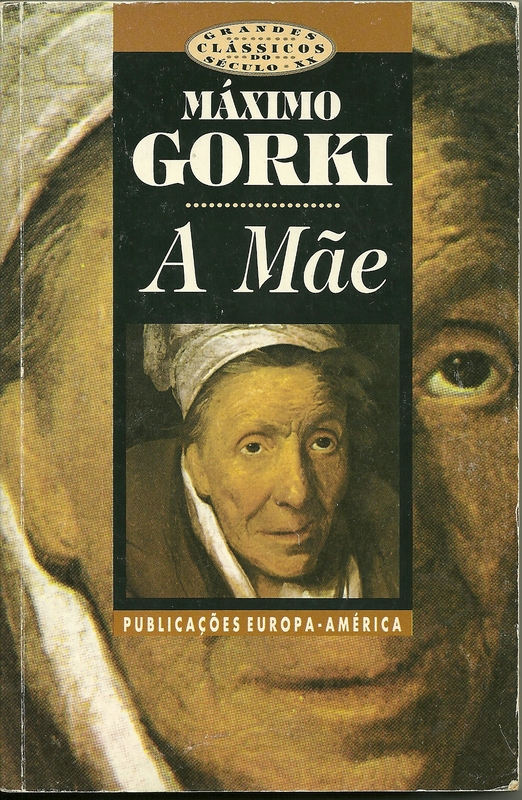 GRANDES
CLÁSSICOS
DO
SÉCULO · XX
MÁXIMO
GORKI
A Mãe
PUBLICAÇÕES EUROPA-AMÉRICA